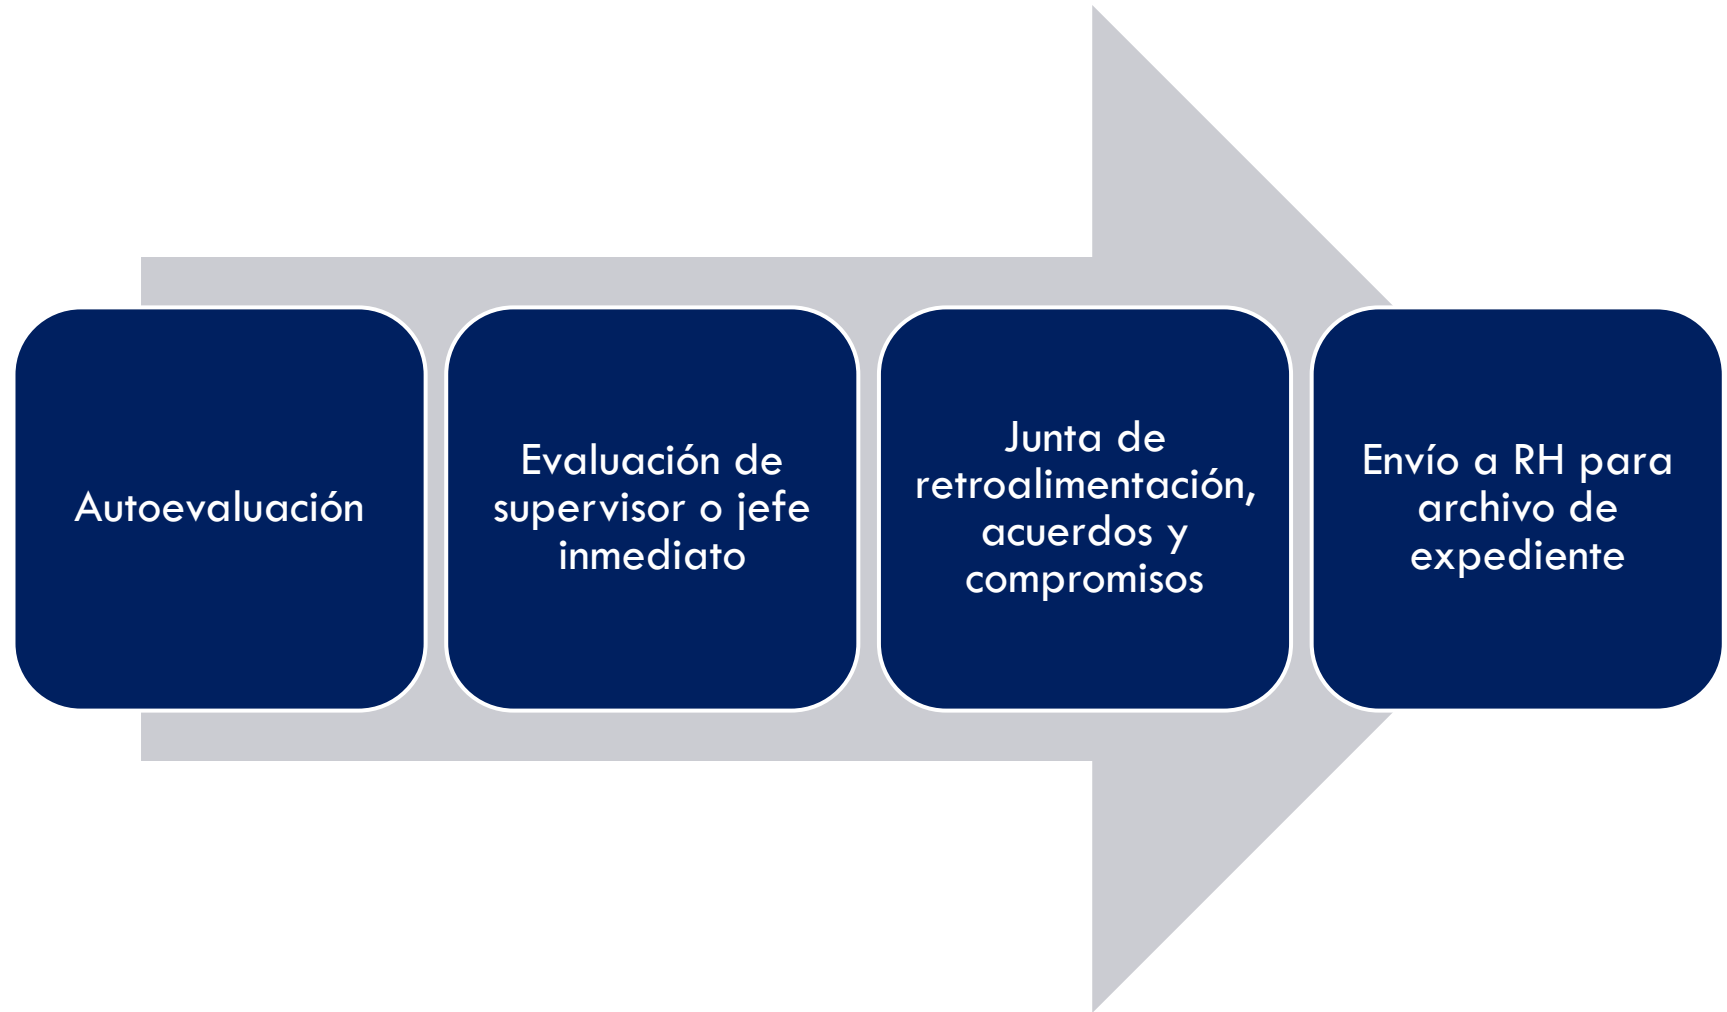 Autoevaluación
Evaluación de
supervisor o jefe
inmediato
Junta de
retroalimentación,
acuerdos y
compromisos
Envío a RH para
archivo de
expediente